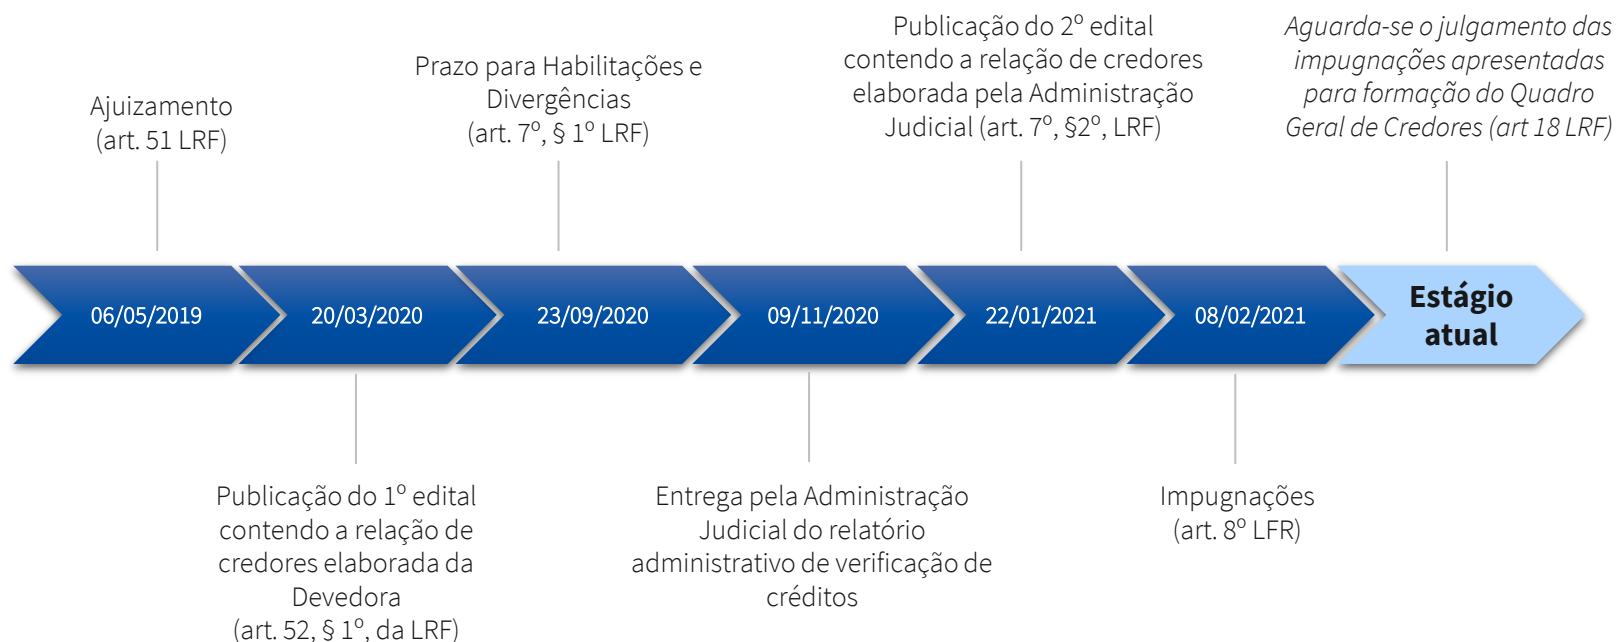 Ajuizamento
(art. 51 LRF)
Prazo para Habilitações e
Divergências
(art. 7º, § 1º LRF)
Publicação do 2º edital
contendo a relação de credores
elaborada pela Administração
Judicial (art. 7º, §2º, LRF)
Aguarda-se o julgamento das
impugnações apresentadas
para formação do Quadro
Geral de Credores (art 18 LRF)
06/05/2019
20/03/2020
23/09/2020
09/11/2020
22/01/2021
08/02/2021
Estágio
atual
Publicação do 1º edital
contendo a relação de
credores elaborada da
Devedora
(art. 52, § 1º, da LRF)
Entrega pela Administração
Judicial do relatório
administrativo de verificação de
créditos
Impugnações
(art. 8º LFR)